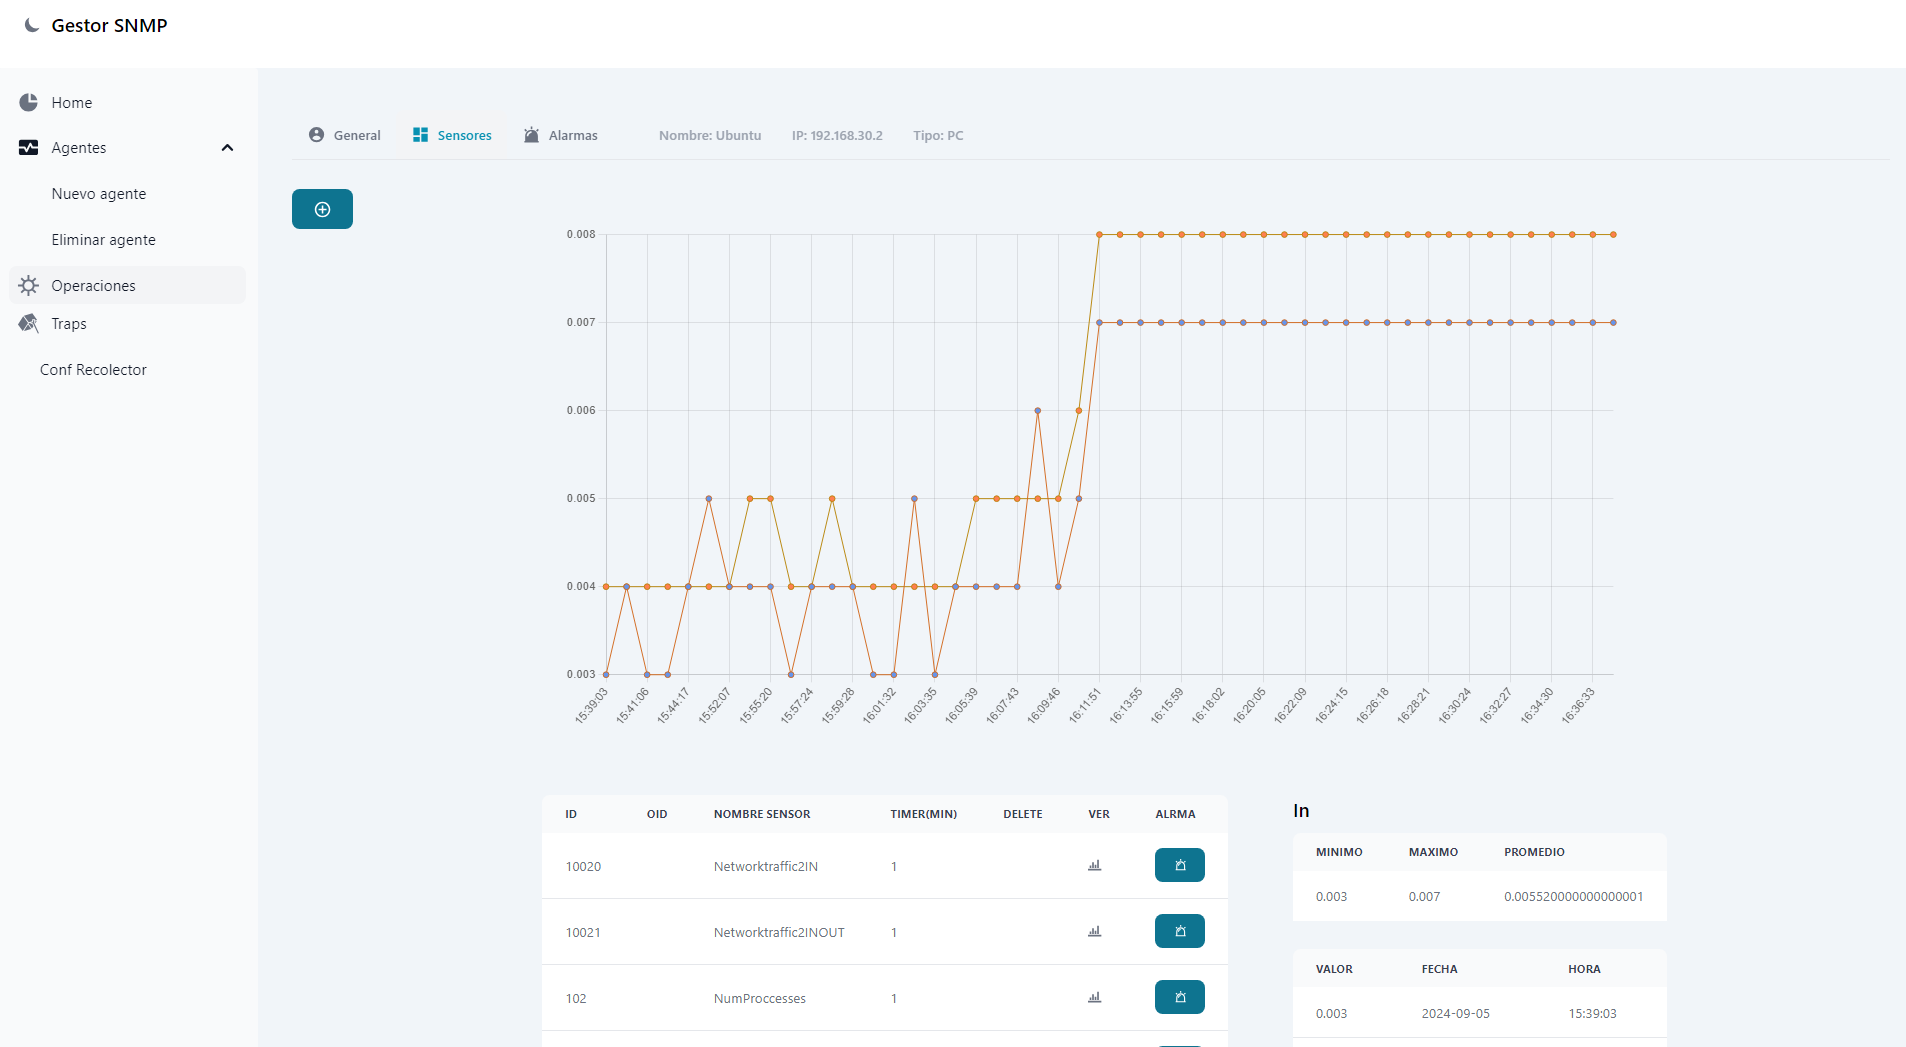 Gestor SNMP
Home
Agentes
Nuevo agente
Eliminar agente
Operaciones
Traps
Conf Recolector
General Sensores Alarmas Nombre: Ubuntu IP: 192.168.30.2 Tipo: PC
0.008
0.007
0.006
0.005
0.004
0.003
15:39:03 15:41:06 15:44:17 15:52:07 15:55:20 15:57:24 15:59:28 16:01:32 16:03:35 16:05:39 16:07:43 16:09:46 16:11:51 16:13:55 16:15:59 16:18:02 16:20:05 16:22:09 16:24:15 16:26:18 16:28:21 16:30:24 16:32:27 16:34:30 16:36:33
ID OID NOMBRE SENSOR TIMER(MIN) DELETE VER ALRMA
10020 Networktraffic2IN 1
10021 Networktraffic2INOUT 1
102 NumProccesses 1
In
MINIMO MAXIMO PROMEDIO
0.003 0.007 0.005520000000000001
VALOR FECHA HORA
0.003 2024-09-05 15:39:03